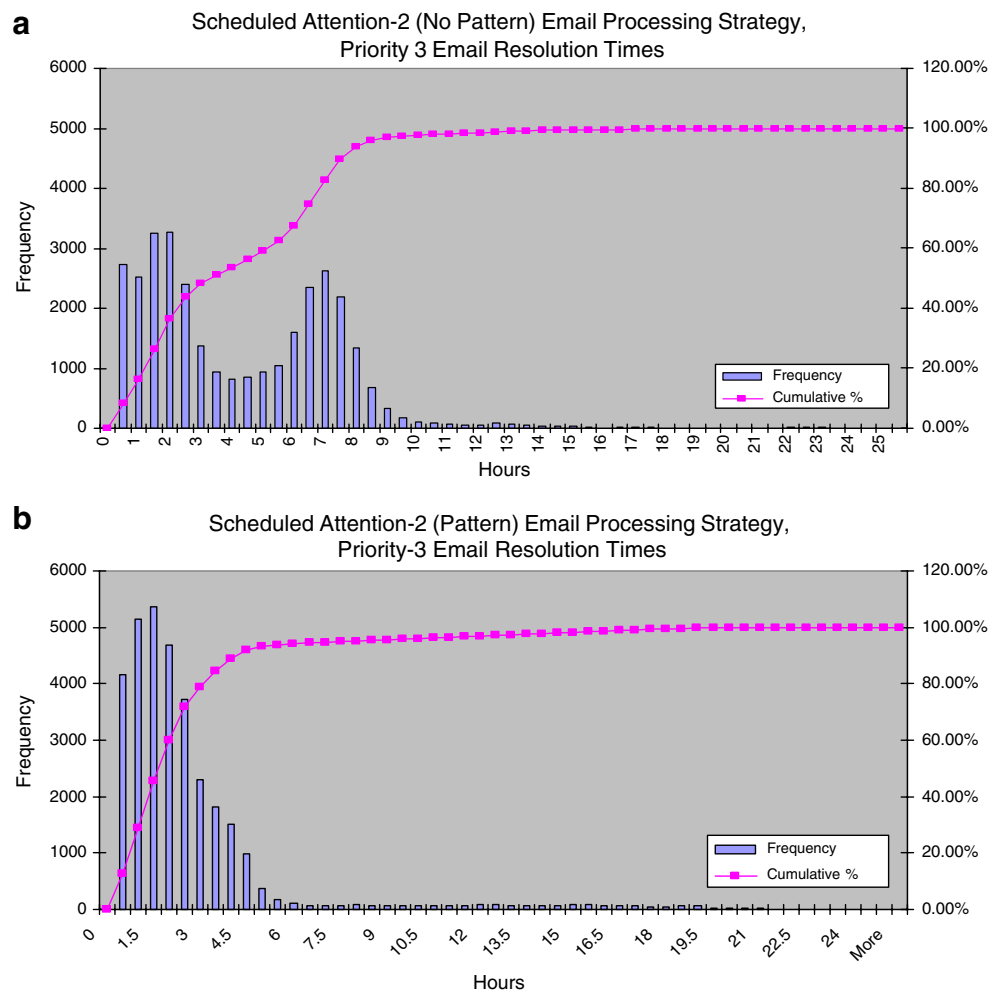 a
Scheduled Attention-2 (No Pattern) Email Processing Strategy,
Priority 3 Email Resolution Times
6000
5000
4000
3000
2000
1000
0
Frequency
120.00%
100.00%
80.00%
60.00%
40.00%
20.00%
0.00%
Frequency
Cumulative %
0 1 2 3 4 5 6 7 8 9 10 11 12 13 14 15 16 17 18 19 20 21 22 23 24 25
Hours
b
Scheduled Attention-2 (Pattern) Email Processing Strategy,
Priority-3 Email Resolution Times
6000
5000
4000
3000
2000
1000
0
Frequency
120.00%
100.00%
80.00%
60.00%
40.00%
20.00%
0.00%
Frequency
Cumulative %
0 1.5 3 4.5 6 7.5 9 10.5 12 13.5 15 16.5 18 19.5 21 22.5 24 More
Hours